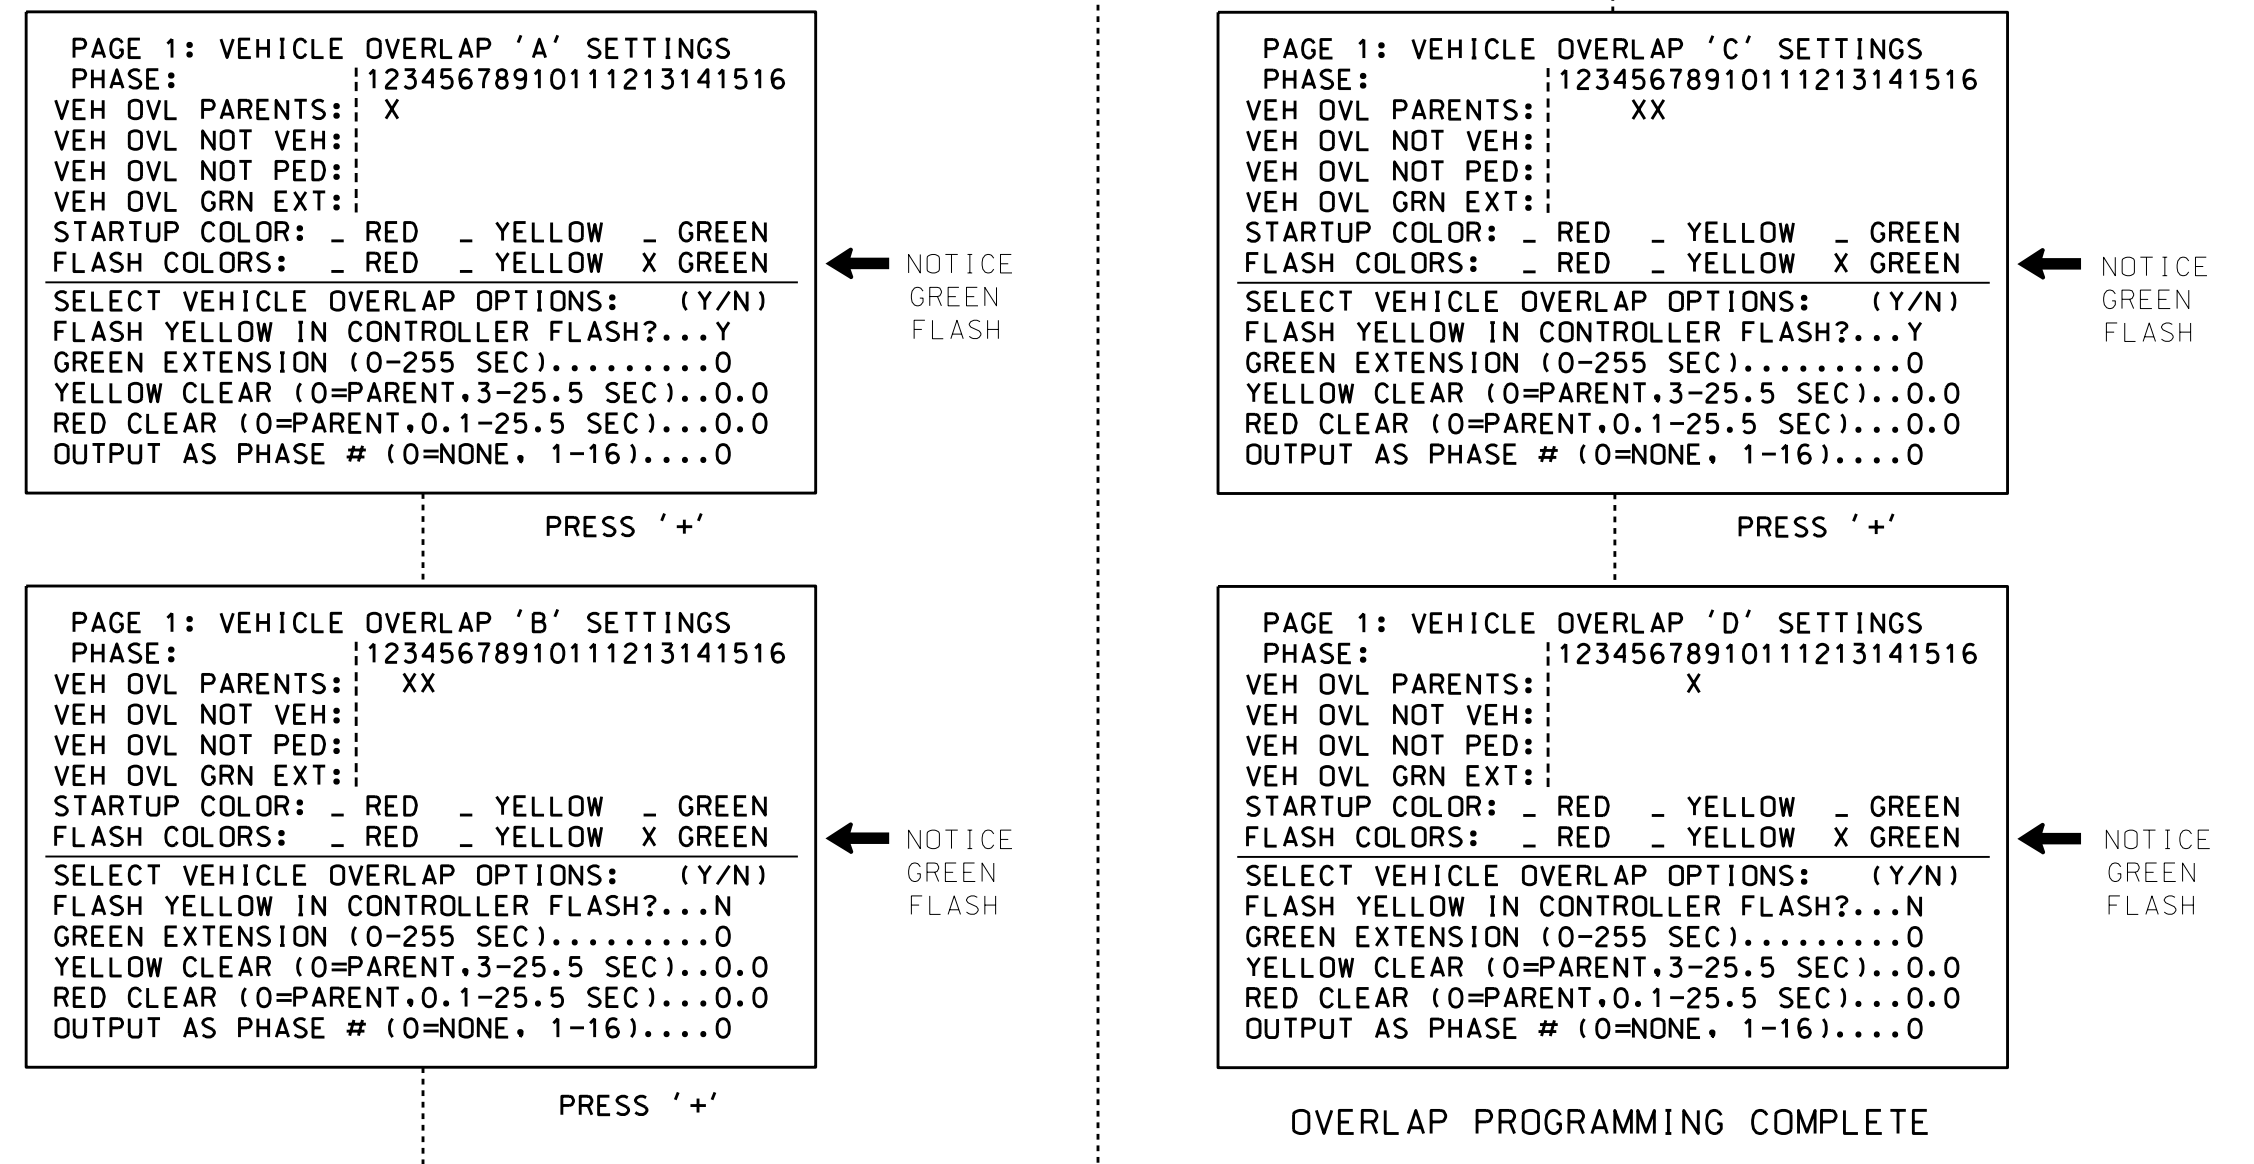 PAGE 1: VEHICLE OVERLAP 'A' SETTINGS
PHASE: ¦12345678910111213141516
VEH OVL PARENTS:¦ X
VEH OVL NOT VEH:¦
VEH OVL NOT PED:¦
VEH OVL GRN EXT:¦
STARTUP COLOR: _ RED _ YELLOW _ GREEN
FLASH COLORS: _ RED _ YELLOW X GREEN
SELECT VEHICLE OVERLAP OPTIONS: (Y/N)
FLASH YELLOW IN CONTROLLER FLASH?...Y
GREEN EXTENSION (0-255 SEC).........0
YELLOW CLEAR (0=PARENT,3-25.5 SEC)..0.0
RED CLEAR (0=PARENT,0.1-25.5 SEC)...0.0
OUTPUT AS PHASE # (0=NONE, 1-16)....0
NOTICE
GREEN
FLASH
PRESS '+'
PAGE 1: VEHICLE OVERLAP 'B' SETTINGS
PHASE: ¦12345678910111213141516
VEH OVL PARENTS:¦ XX
VEH OVL NOT VEH:¦
VEH OVL NOT PED:¦
VEH OVL GRN EXT:¦
STARTUP COLOR: _ RED _ YELLOW _ GREEN
FLASH COLORS: _ RED _ YELLOW X GREEN
SELECT VEHICLE OVERLAP OPTIONS: (Y/N)
FLASH YELLOW IN CONTROLLER FLASH?...N
GREEN EXTENSION (0-255 SEC).........0
YELLOW CLEAR (0=PARENT,3-25.5 SEC)..0.0
RED CLEAR (0=PARENT,0.1-25.5 SEC)...0.0
OUTPUT AS PHASE # (0=NONE, 1-16)....0
NOTICE
GREEN
FLASH
PRESS '+'
PAGE 1: VEHICLE OVERLAP 'C' SETTINGS
PHASE: ¦12345678910111213141516
VEH OVL PARENTS:¦ XX
VEH OVL NOT VEH:¦
VEH OVL NOT PED:¦
VEH OVL GRN EXT:¦
STARTUP COLOR: _ RED _ YELLOW _ GREEN
FLASH COLORS: _ RED _ YELLOW X GREEN
SELECT VEHICLE OVERLAP OPTIONS: (Y/N)
FLASH YELLOW IN CONTROLLER FLASH?...Y
GREEN EXTENSION (0-255 SEC).........0
YELLOW CLEAR (0=PARENT,3-25.5 SEC)..0.0
RED CLEAR (0=PARENT,0.1-25.5 SEC)...0.0
OUTPUT AS PHASE # (0=NONE, 1-16)....0
NOTICE
GREEN
FLASH
PRESS '+'
PAGE 1: VEHICLE OVERLAP 'D' SETTINGS
PHASE: ¦12345678910111213141516
VEH OVL PARENTS:¦ X
VEH OVL NOT VEH:¦
VEH OVL NOT PED:¦
VEH OVL GRN EXT:¦
STARTUP COLOR: _ RED _ YELLOW _ GREEN
FLASH COLORS: _ RED _ YELLOW X GREEN
SELECT VEHICLE OVERLAP OPTIONS: (Y/N)
FLASH YELLOW IN CONTROLLER FLASH?...N
GREEN EXTENSION (0-255 SEC).........0
YELLOW CLEAR (0=PARENT,3-25.5 SEC)..0.0
RED CLEAR (0=PARENT,0.1-25.5 SEC)...0.0
OUTPUT AS PHASE # (0=NONE, 1-16)....0
NOTICE
GREEN
FLASH
OVERLAP PROGRAMMING COMPLETE